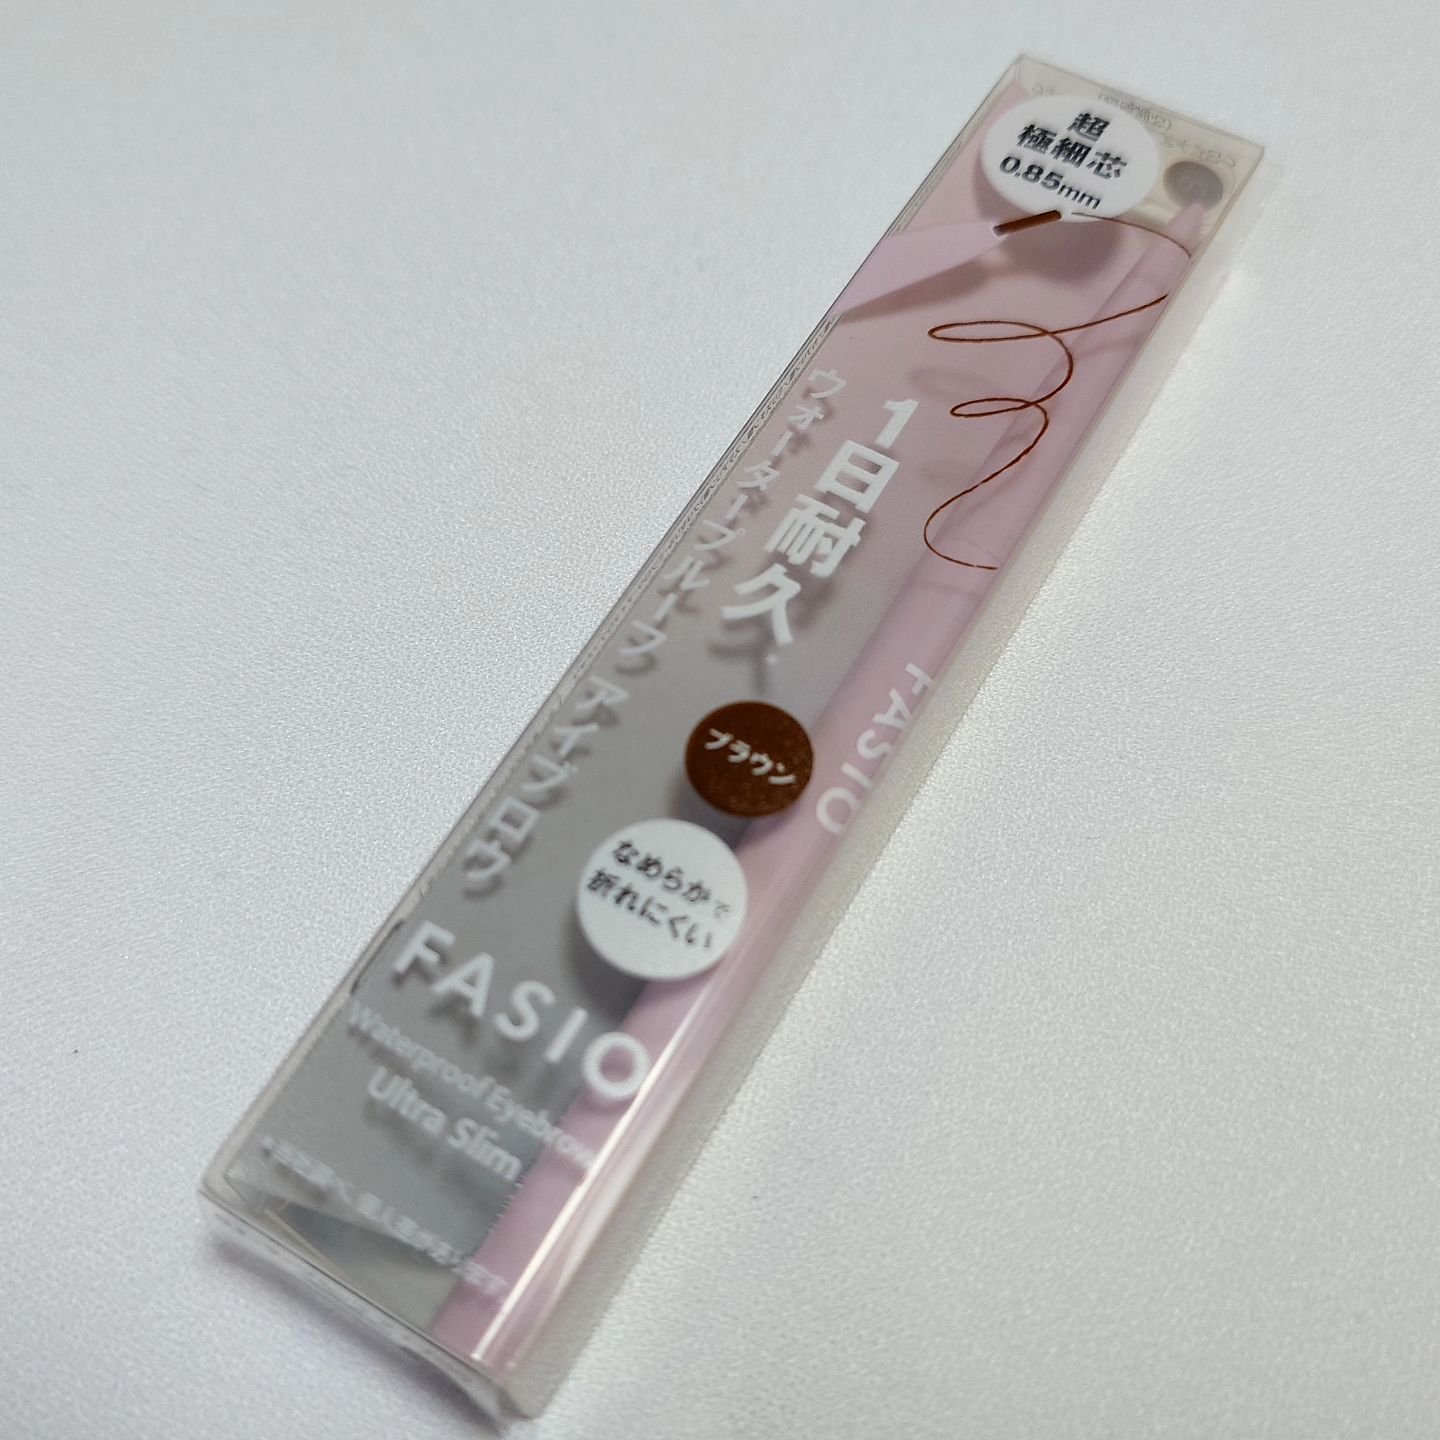 超
極細芯
0.85mm
1日耐久*
ウォータープルーフ アイブロウ
FASIO
ブラウン
なめらかで
折れにくい
FASIO
Waterproof Eyebrow
Ultra Slim